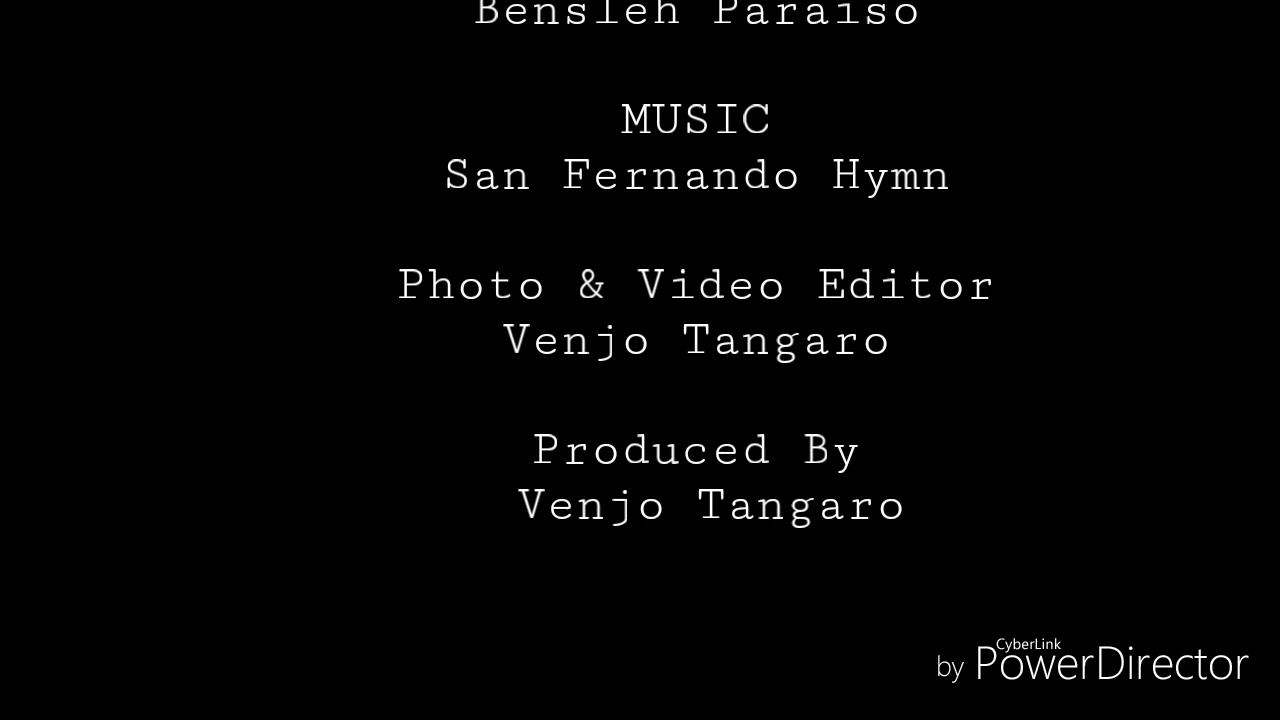 Bensleh Paraiso
MUSIC
San Fernando Hymn
Photo & Video Editor
Venjo Tangaro
Produced By
Venjo Tangaro
by CyberLink PowerDirector